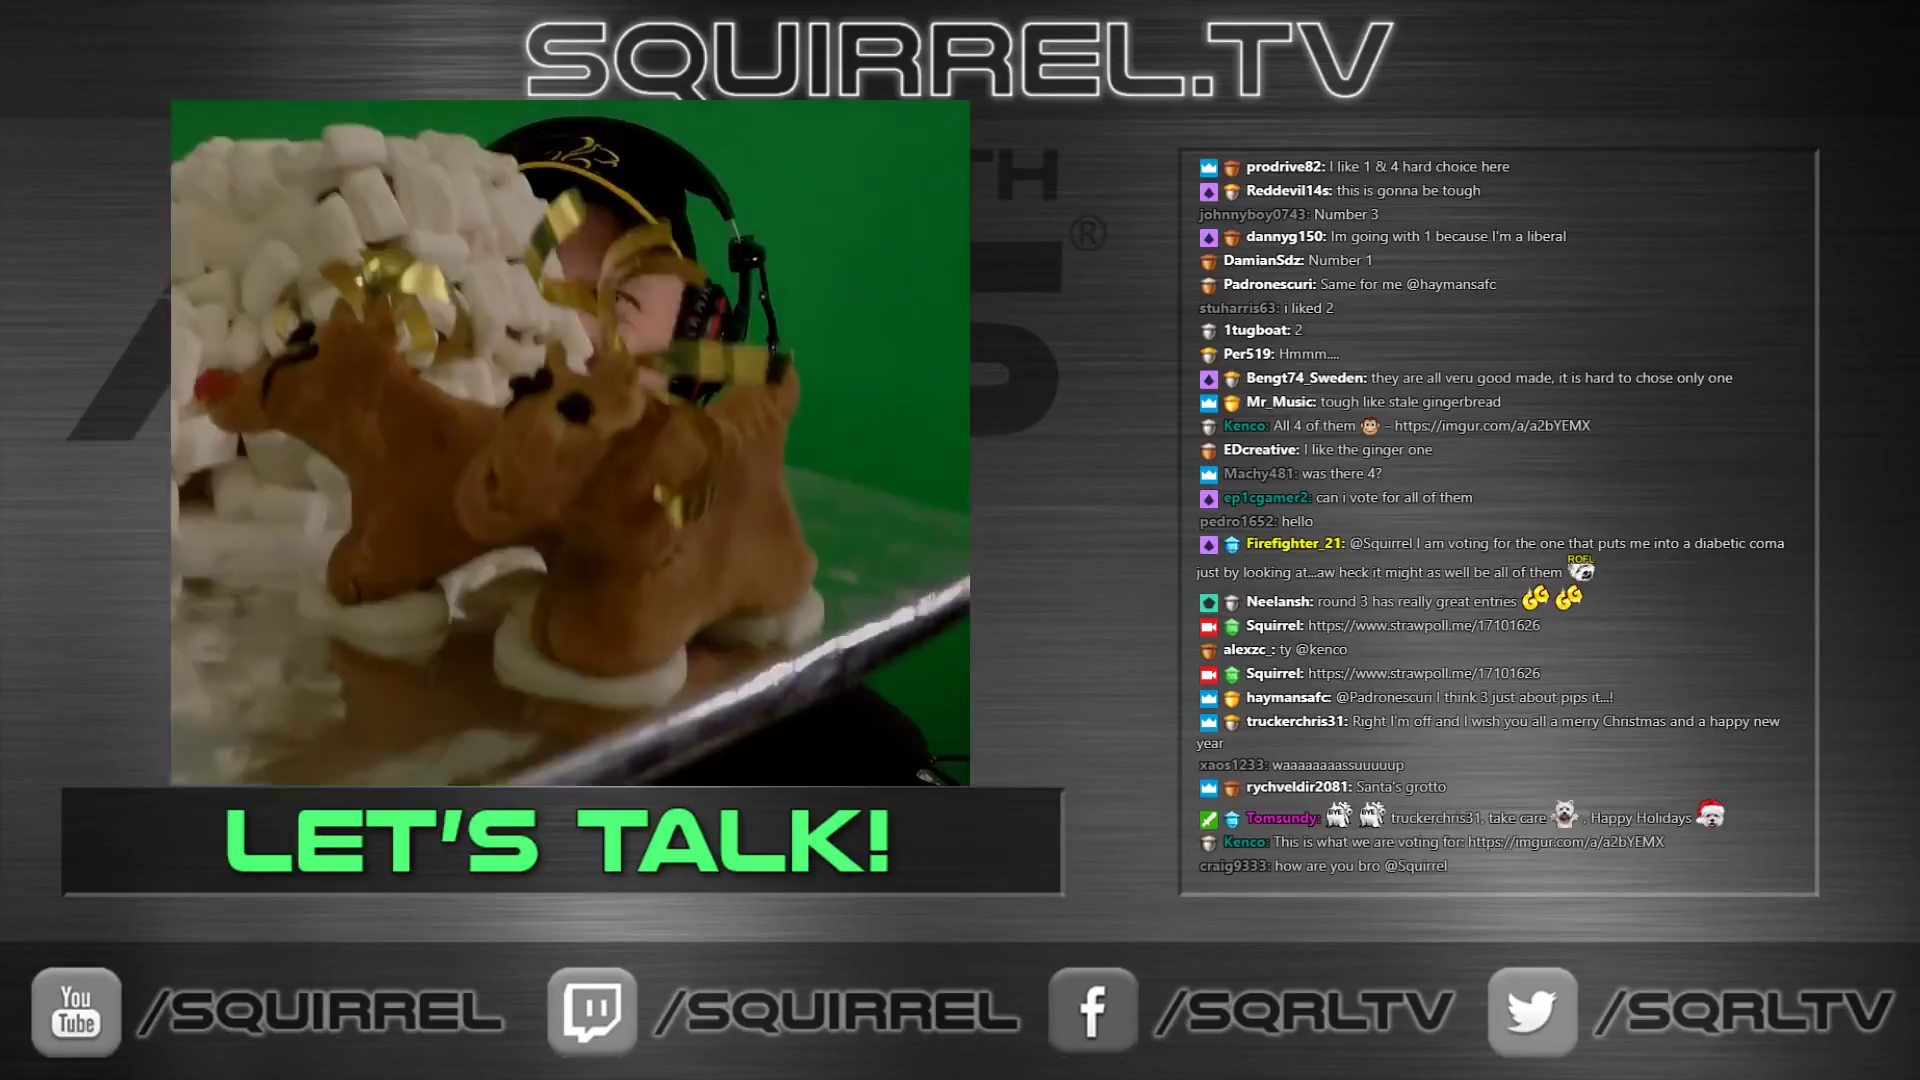 SQUIRREL.TV
TH
®
prodrive82: I like 1 & 4 hard choice here
Reddevil14s: this is gonna be tough
johnnyboy0743: Number 3
dannyg150: Im going with 1 because I'm a liberal
DamianSdz: Number 1
Padronescuri: Same for me @haymansafc
stuharris63: i liked 2
1tugboat: 2
Per519: Hmmm....
Bengt74_Sweden: they are all veru good made, it is hard to chose only one
Mr_Music: tough like stale gingerbread
Kenco: All 4 of them - https://imgur.com/a/a2bYEMX
EDcreative: I like the ginger one
Machy481: was there 4?
ep1cgamer2: can i vote for all of them
pedro1652: hello
Firefighter_21: @Squirrel I am voting for the one that puts me into a diabetic coma
just by looking at...aw heck it might as well be all of them ROFL
Neelansh: round 3 has really great entries GG GG
Squirrel: https://www.strawpoll.me/17101626
alexzc_: ty @kenco
Squirrel: https://www.strawpoll.me/17101626
haymansafc: @Padronescuri I think 3 just about pips it...!
truckerchris31: Right I'm off and I wish you all a merry Christmas and a happy new
year
xaos1233: waaaaaaaassuuuuup
rychveldir2081: Santa's grotto
Tomsundy: truckerchris31, take care , Happy Holidays
Kenco: This is what we are voting for: https://imgur.com/a/a2bYEMX
craig9333: how are you bro @Squirrel
LET'S TALK!
You Tube /SQUIRREL /SQUIRREL f /SQRLTV /SQRLTV